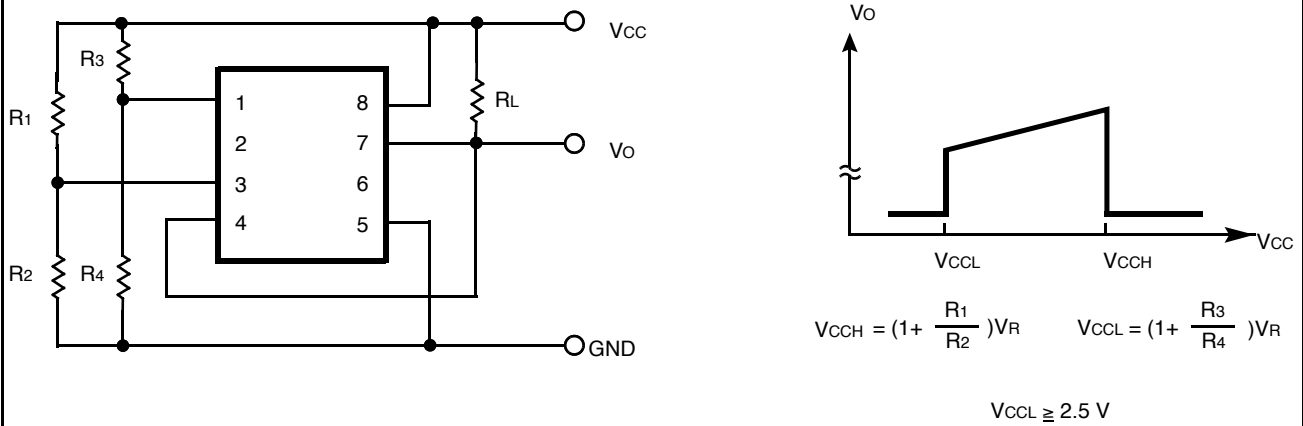 VCC
R3
R1
1 8
RL
2 7
VO
3 6
4 5
R2 R4
GND
VO
VCC
VCCL VCCH
VCCH = (1+ R1/R2 )VR VCCL = (1+ R3/R4 )VR
VCCL ≧ 2.5 V